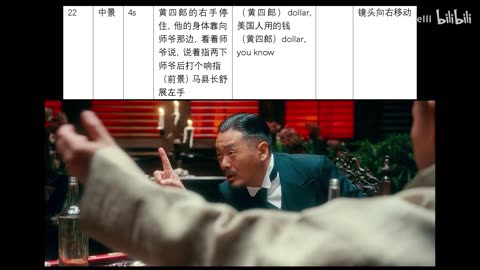 eIII bilibili
22 中景 4s 黄四郎的右手停 （黄四郎）dollar, 镜头向右移动
住，他的身体靠向 美国人用的钱
师爷那边，看着师 （黄四郎）dollar,
爷说，说着指两下 you know
师爷后打个响指
（前景）马县长舒
展左手